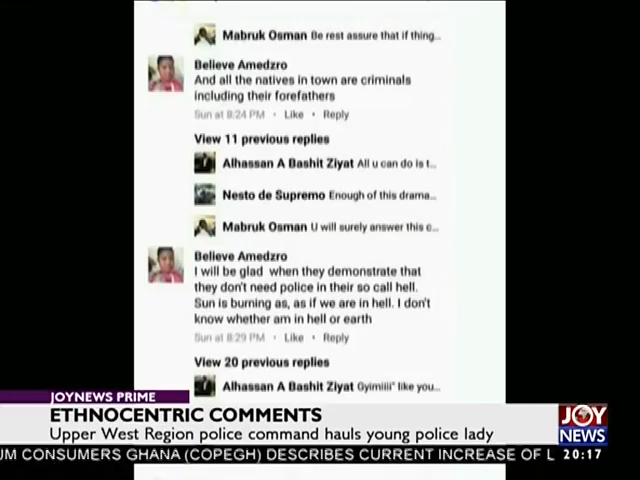 Mabruk Osman Be rest assure that if thing...
Believe Amedzro
And all the natives in town are criminals
including their forefathers
Sun at 8:24 PM · Like · Reply
View 11 previous replies
Alhassan A Bashit Ziyat All u can do is t...
Nesto de Supremo Enough of this drama...
Mabruk Osman U will surely answer this c...
Believe Amedzro
I will be glad when they demonstrate that
they don't need police in their so call hell.
Sun is burning as, as if we are in hell. I don't
know whether am in hell or earth
Sun at 8:29 PM · Like · Reply
View 20 previous replies
Alhassan A Bashit Ziyat Gyimiiii" like you...
JOYNEWS PRIME
ETHNOCENTRIC COMMENTS
Upper West Region police command hauls young police lady
JOY
NEWS
UM CONSUMERS GHANA (COPEGH) DESCRIBES CURRENT INCREASE OF L
20:17